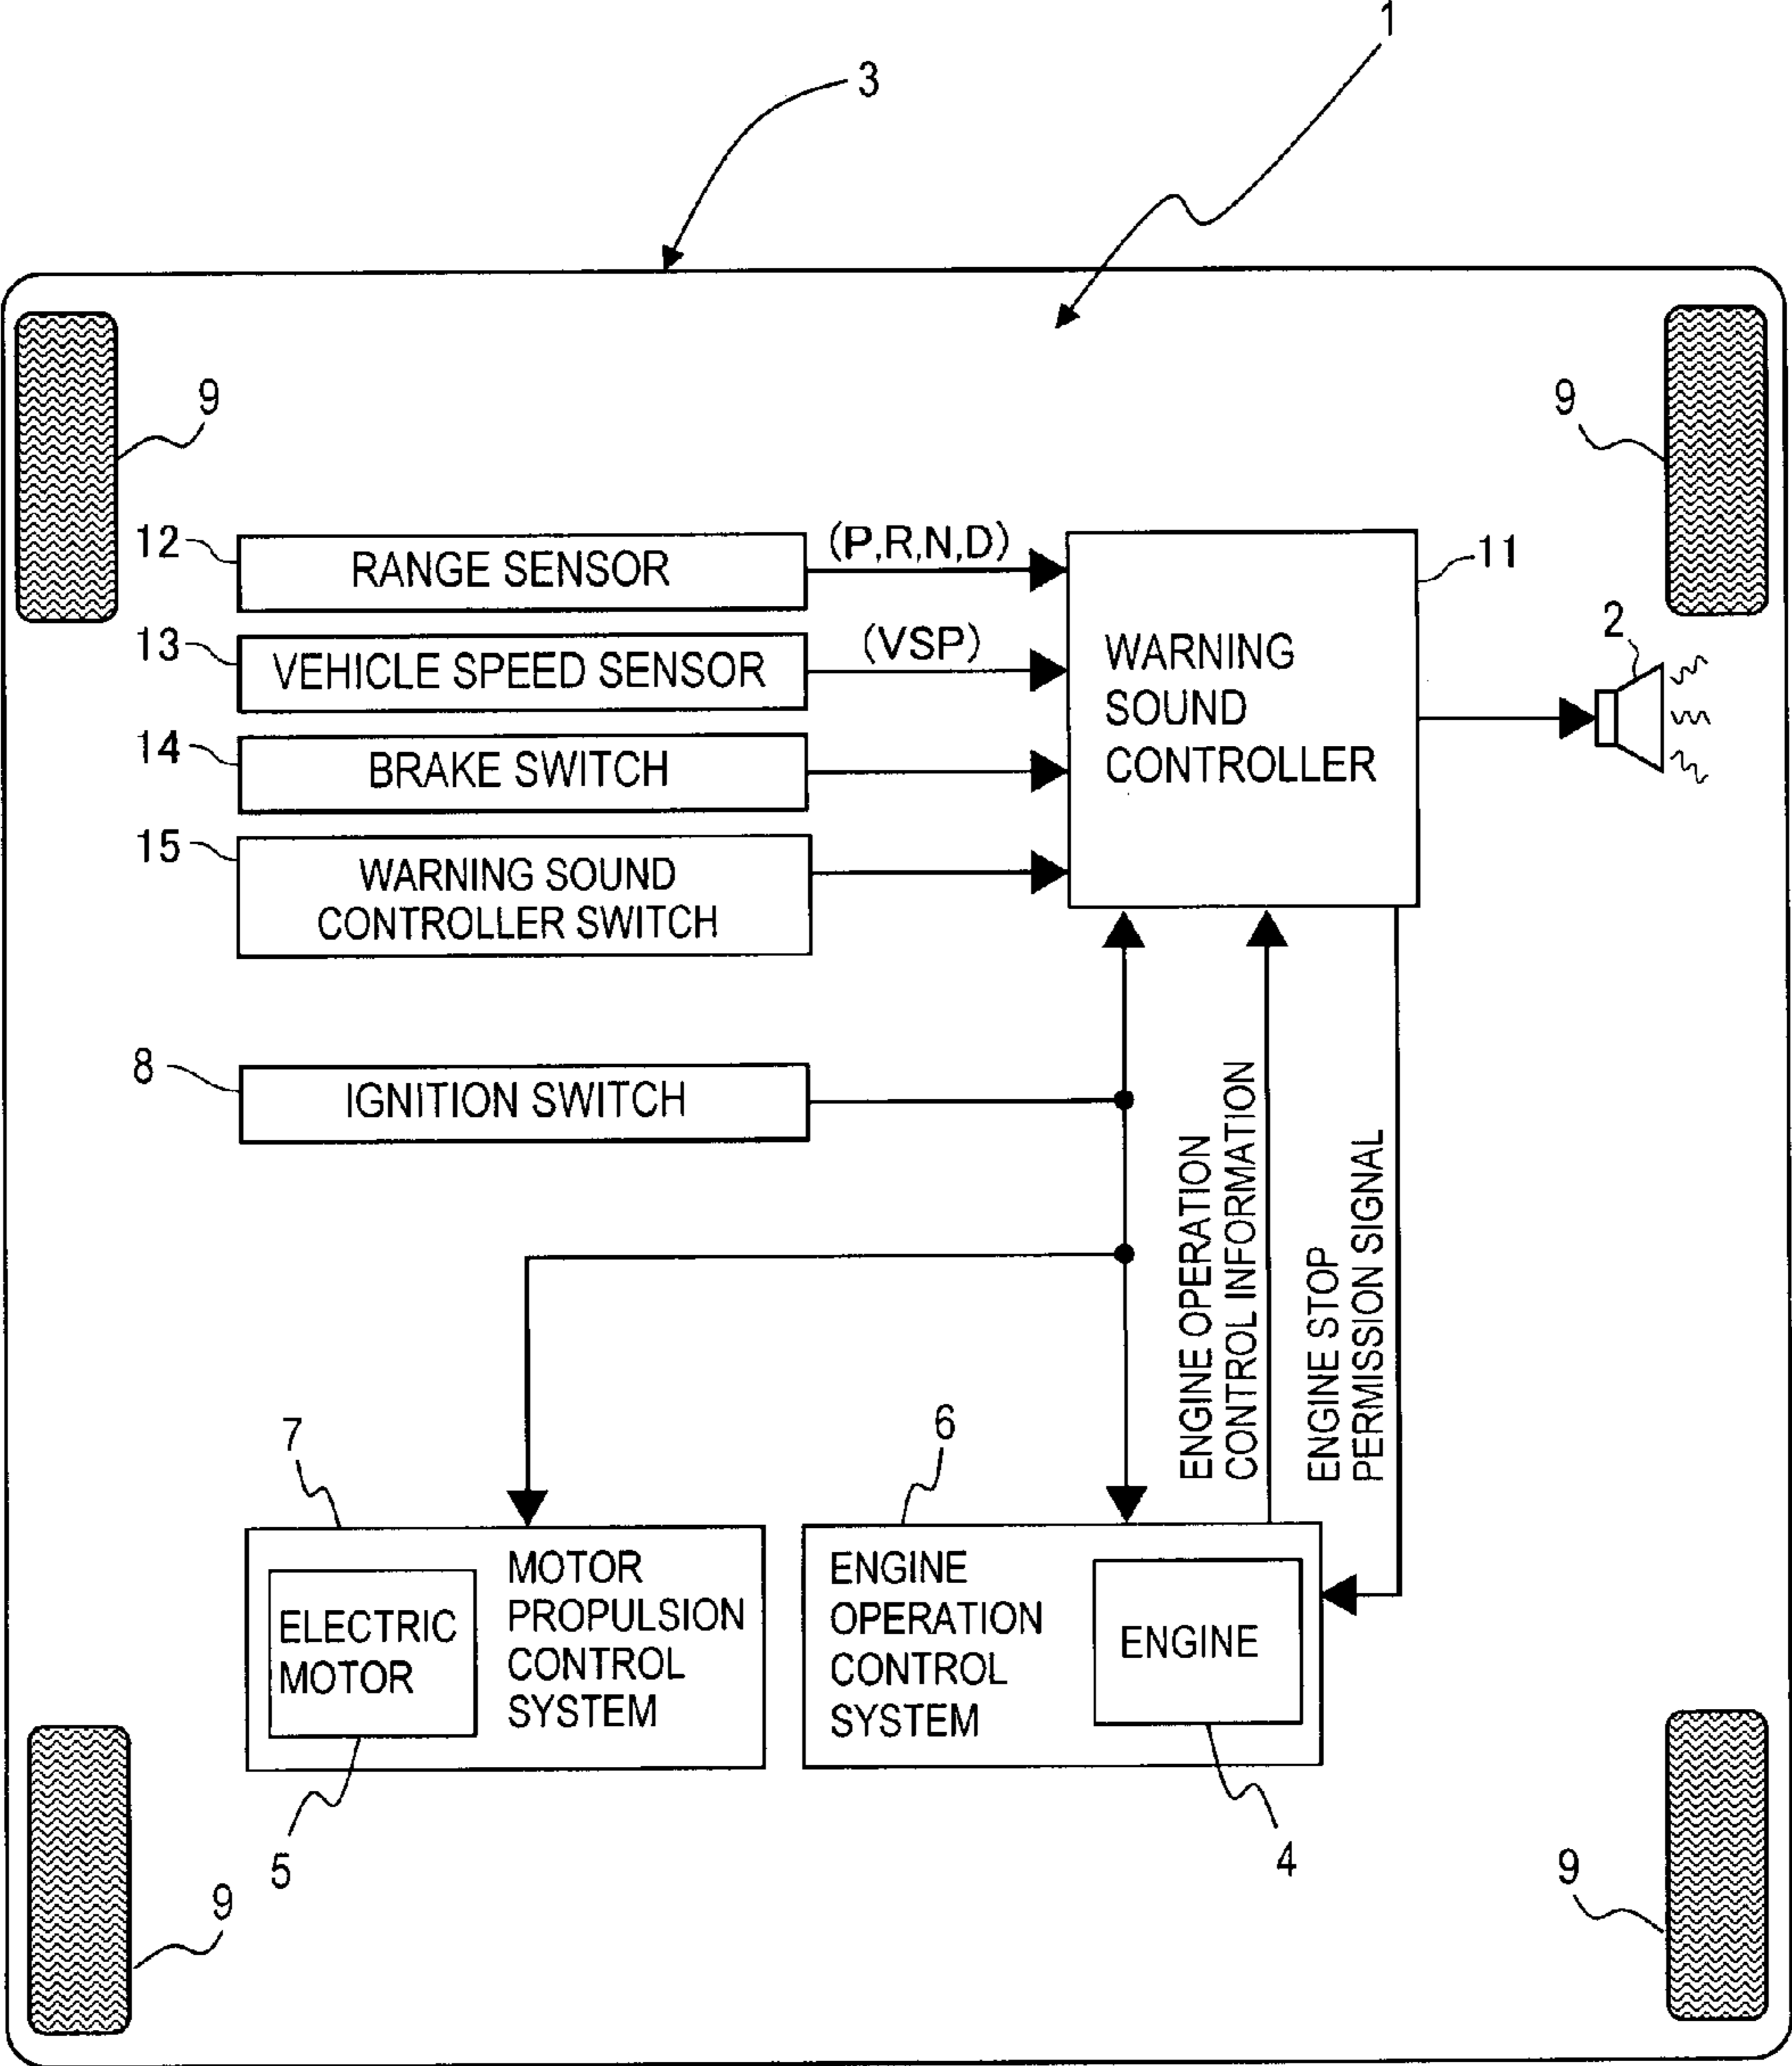 1
3
9
9
12
RANGE SENSOR
(P,R,N,D)
11
13
VEHICLE SPEED SENSOR
(VSP)
WARNING
SOUND
CONTROLLER
2
14
BRAKE SWITCH
15
WARNING SOUND
CONTROLLER SWITCH
8
IGNITION SWITCH
ENGINE OPERATION
CONTROL INFORMATION
ENGINE STOP
PERMISSION SIGNAL
7
6
ELECTRIC
MOTOR
MOTOR
PROPULSION
CONTROL
SYSTEM
ENGINE
OPERATION
CONTROL
SYSTEM
ENGINE
5
4
9
9